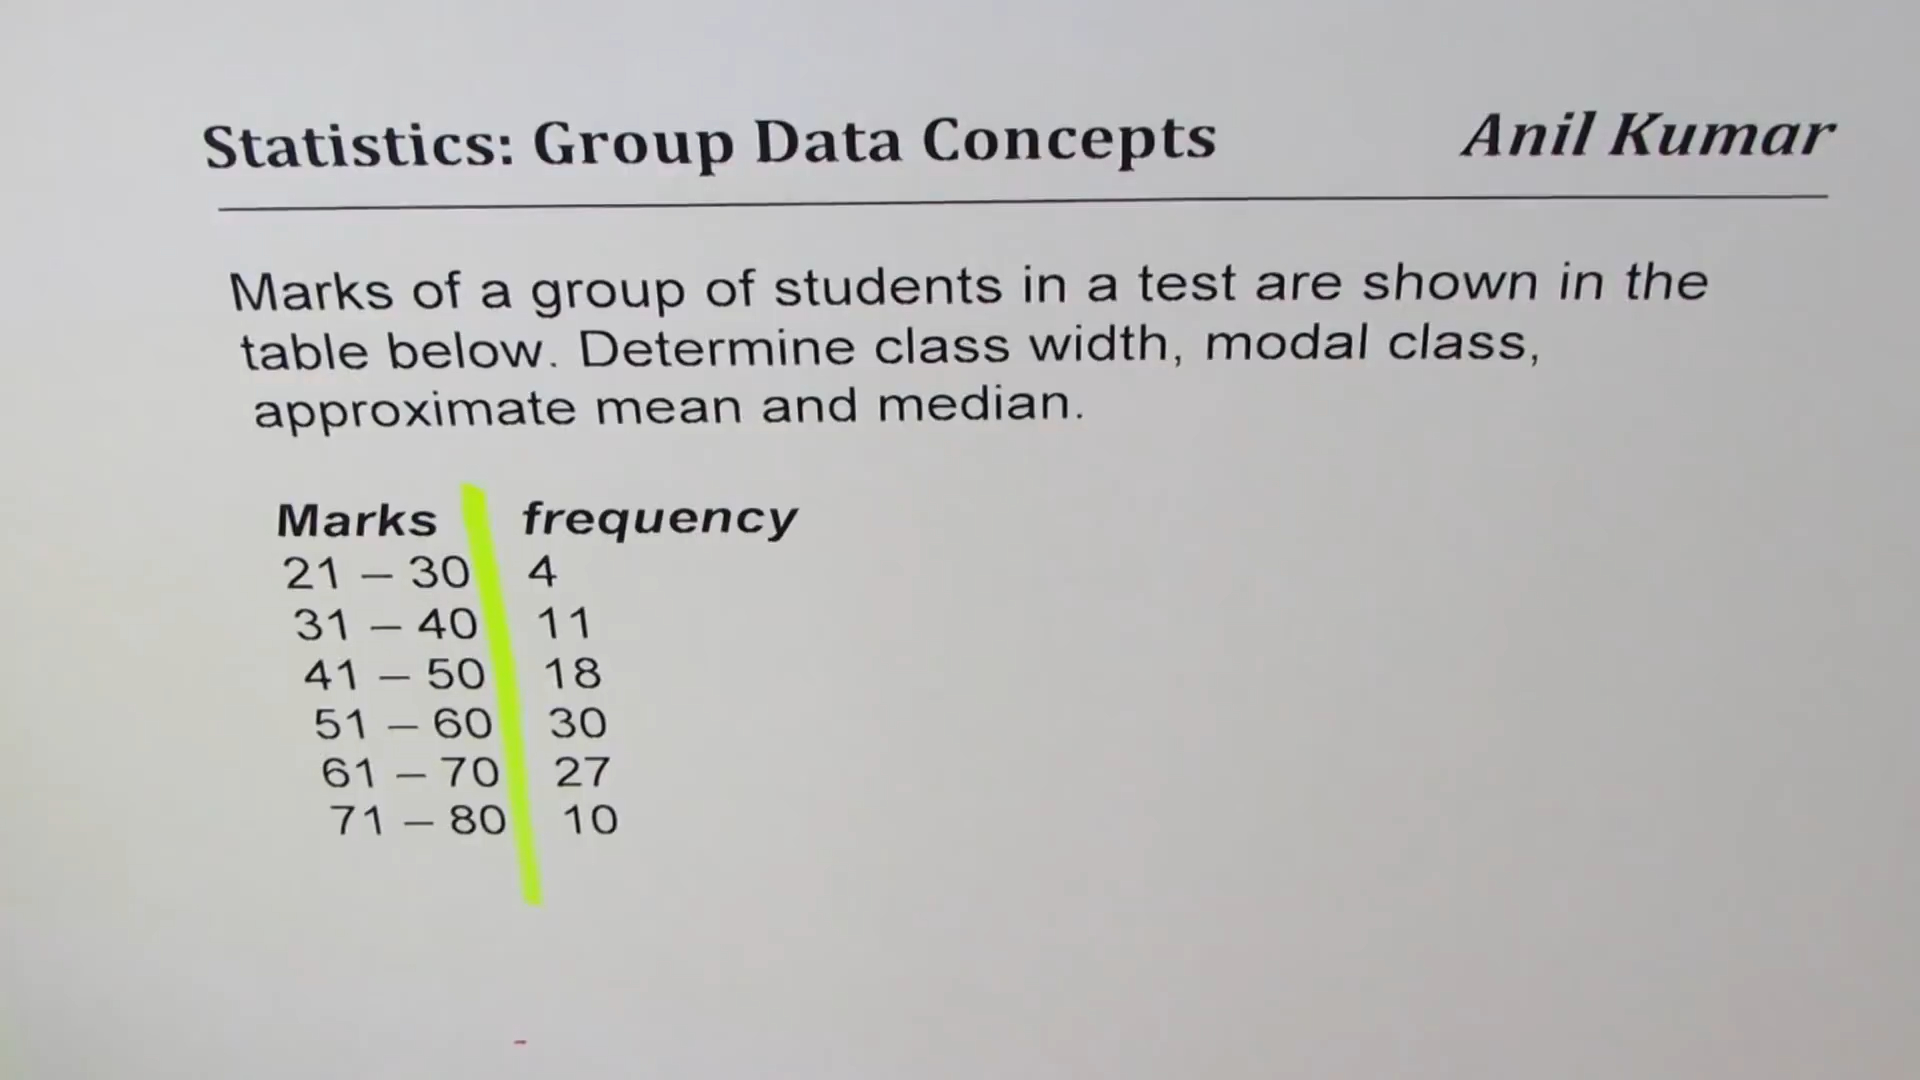 Statistics: Group Data Concepts Anil Kumar
Marks of a group of students in a test are shown in the
table below. Determine class width, modal class,
approximate mean and median.
Marks frequency
21 – 30 4
31 – 40 11
41 – 50 18
51 – 60 30
61 – 70 27
71 – 80 10